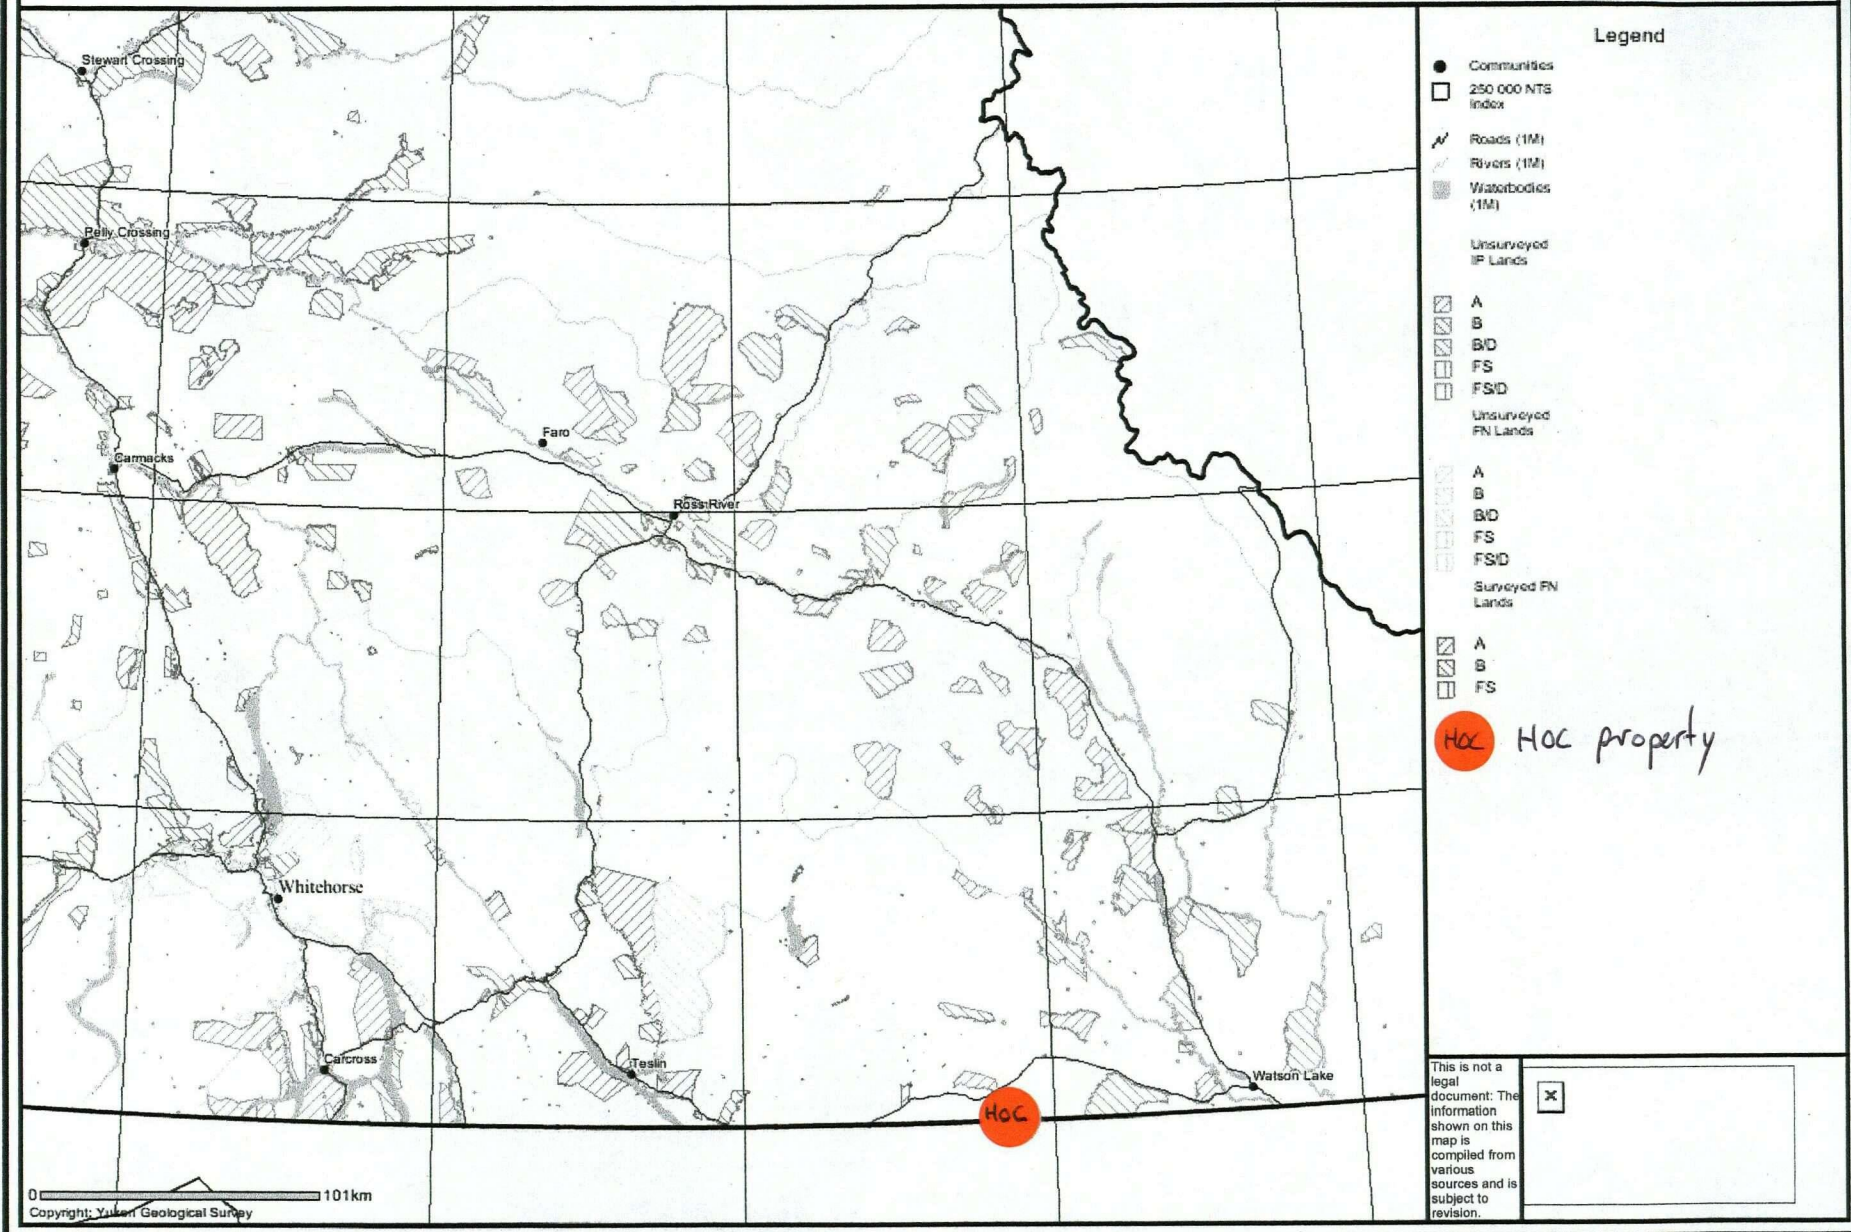 Stewart Crossing
Pelly Crossing
Faro
Carmacks
Ross River
Whitehorse
Carcross
Teslin
Watson Lake
HOC
0 101km
Copyright: Yukon Geological Survey
Legend
Communities
250 000 NTS
Index
Roads (1M)
Rivers (1M)
Waterbodies
(1M)
Unsurveyed
IP Lands
A
B
B/D
FS
FS/D
Unsurveyed
FN Lands
A
B
B/D
FS
FS/D
Surveyed FN
Lands
A
B
FS
HOC HOC property
This is not a
legal
document: The
information
shown on this
map is
compiled from
various
sources and is
subject to
revision.